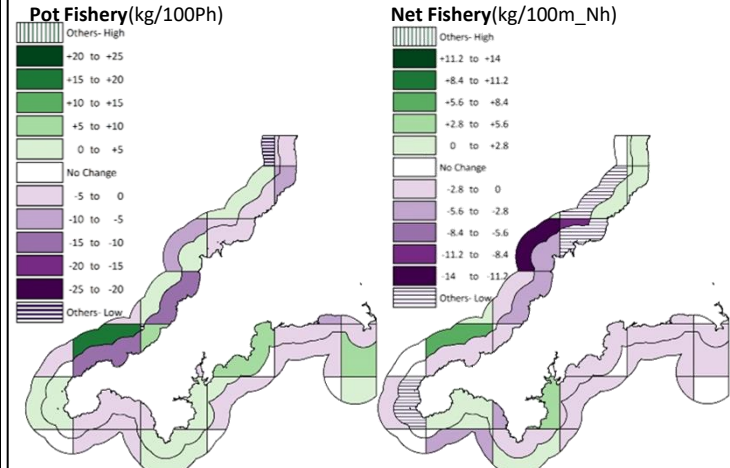 Pot Fishery(kg/100Ph)
Others- High
+20 to +25
+15 to +20
+10 to +15
+5 to +10
0 to +5
No Change
-5 to 0
-10 to -5
-15 to -10
-20 to -15
-25 to -20
Others- Low
Net Fishery(kg/100m_Nh)
Others- High
+11.2 to +14
+8.4 to +11.2
+5.6 to +8.4
+2.8 to +5.6
0 to +2.8
No Change
-2.8 to 0
-5.6 to -2.8
-8.4 to -5.6
-11.2 to -8.4
-14 to -11.2
Others- Low